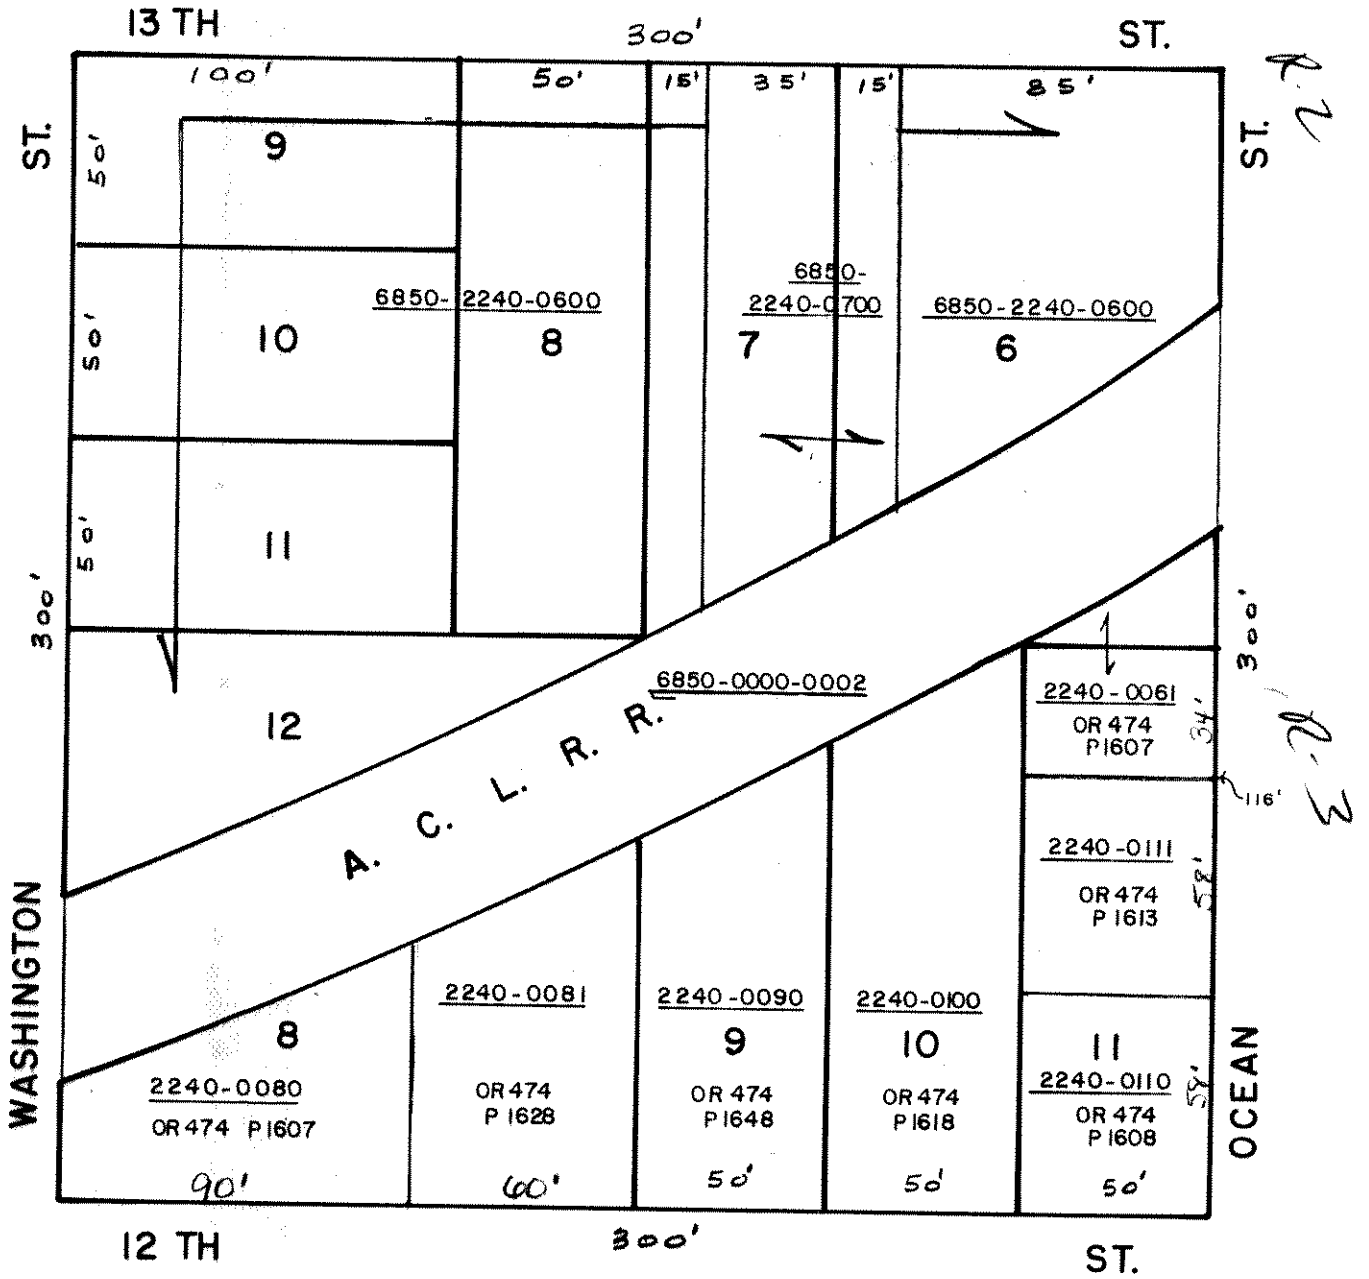 13 TH 300' ST.
100' 50' 15' 35' 15' 85'
R.2
ST. ST.
50'
9
6850-2240-0600
6850-
2240-0700
6850-2240-0600
50'
10 8 7 6
50'
11
300'
300'
12
6850-0000-0002
A. C. L. R. R.
2240-0061
OR 474
P 1607
34'
R-3
116'
2240-0111
OR 474
P 1613
58'
WASHINGTON
OCEAN
8
2240-0080
OR 474 P 1607
90'
2240-0081
OR 474
P 1628
60'
2240-0090
9
OR 474
P 1648
50'
2240-0100
10
OR 474
P 1618
50'
11
2240-0110
OR 474
P 1608
58'
50'
12 TH 300' ST.